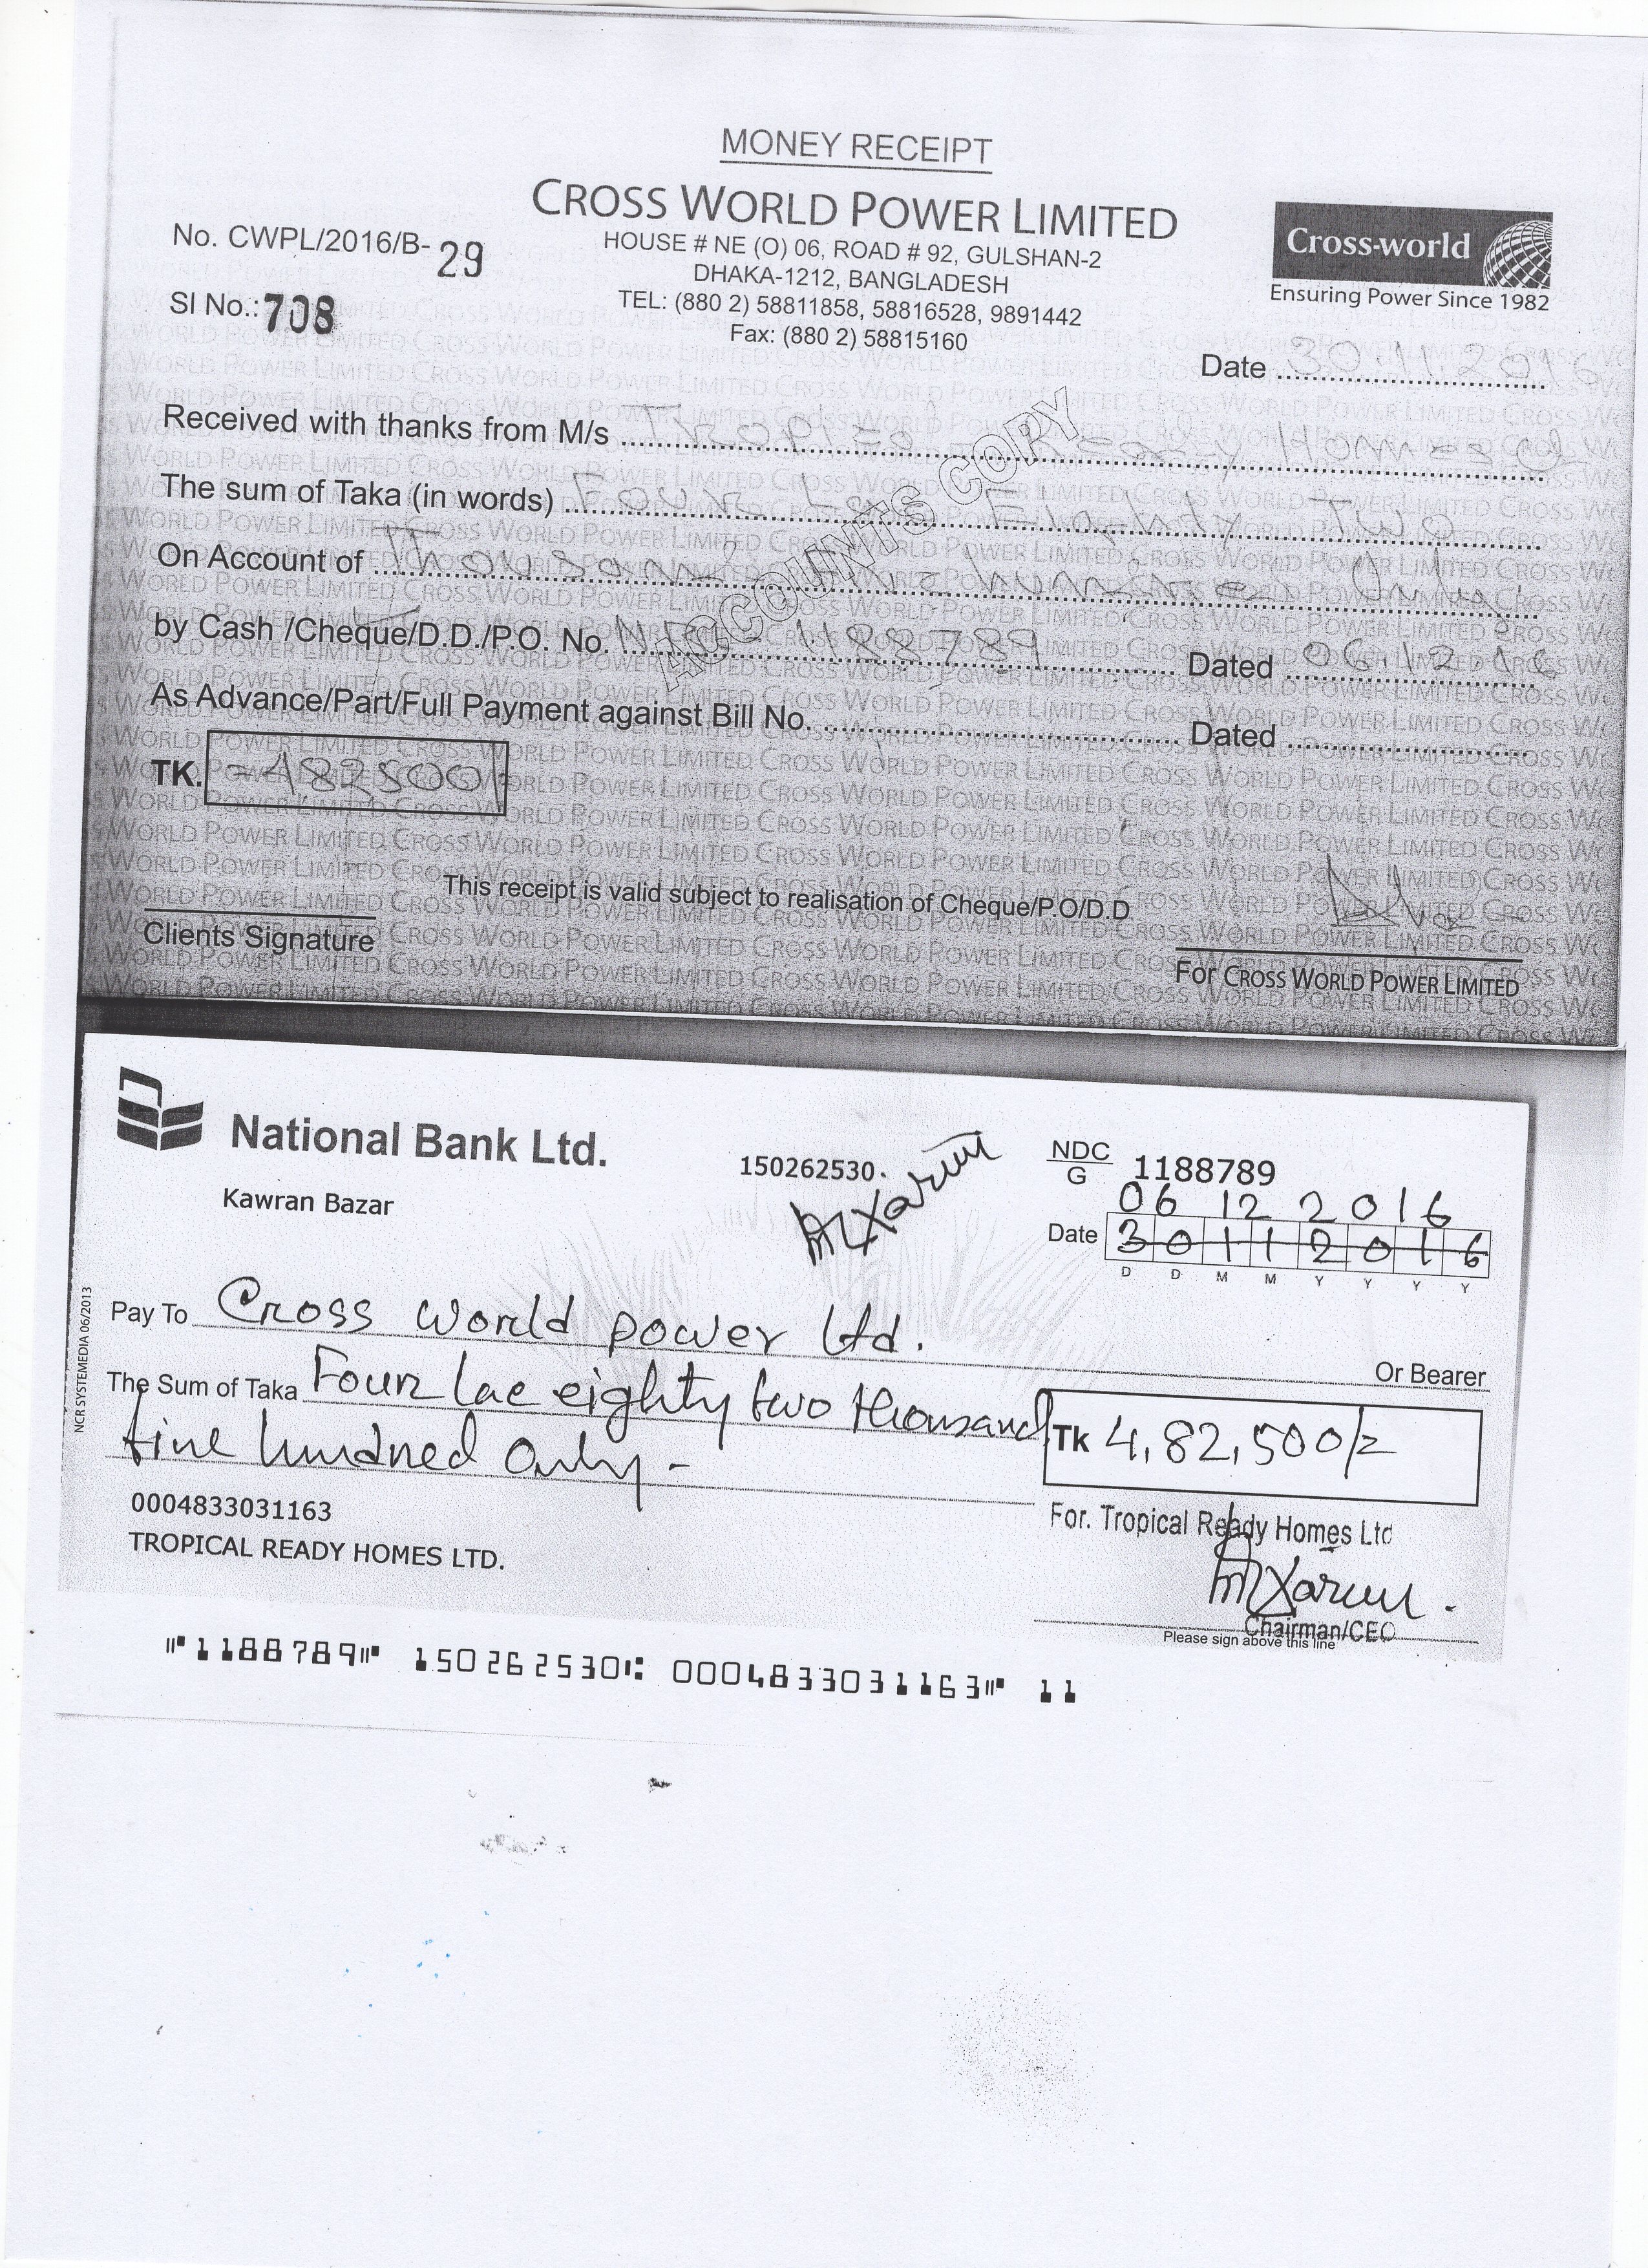 MONEY RECEIPT
CROSS WORLD POWER LIMITED
HOUSE # NE (O) 06, ROAD # 92, GULSHAN-2
DHAKA-1212, BANGLADESH
TEL: (880 2) 58811858, 58816528, 9891442
Fax: (880 2) 58815160
No. CWPL/2016/B- 29
SI No.: 708
Cross-world
Ensuring Power Since 1982
Date 30.11.2016
Received with thanks from M/s Ready Homes
The sum of Taka (in words) Four Lac Eighty Two
On Account of Thousand hundred Only
by Cash /Cheque/D.D./P.O. No. 1188789 Dated 06.12.16
As Advance/Part/Full Payment against Bill No. Dated
TK. 482500/
ACCOUNTS COPY
This receipt is valid subject to realisation of Cheque/P.O/D.D
Clients Signature
For CROSS WORLD POWER LIMITED
National Bank Ltd.
Kawran Bazar
150262530.
NDC
G 1188789
06 12 2016
Date 30112016
D D M M Y Y Y Y
NCR SYSTEMEDIA 06/2013
Pay To Cross World power Ltd.
Or Bearer
The Sum of Taka Four lac eighty two thousand
five hundred Only -
TK 4,82,500/=
0004833031163
TROPICAL READY HOMES LTD.
For. Tropical Ready Homes Ltd
Chairman/CEO
Please sign above this line
⑈1188789⑈ 150262530⑆ 0004833031163⑈ 11